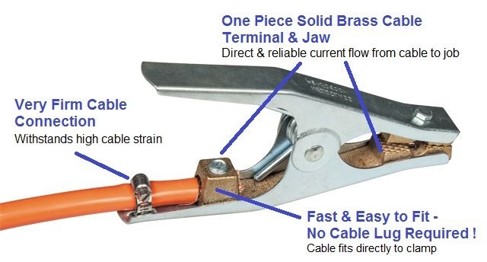 One Piece Solid Brass Cable
Terminal & Jaw
Direct & reliable current flow from cable to job
Very Firm Cable
Connection
Withstands high cable strain
Fast & Easy to Fit -
No Cable Lug Required !
Cable fits directly to clamp